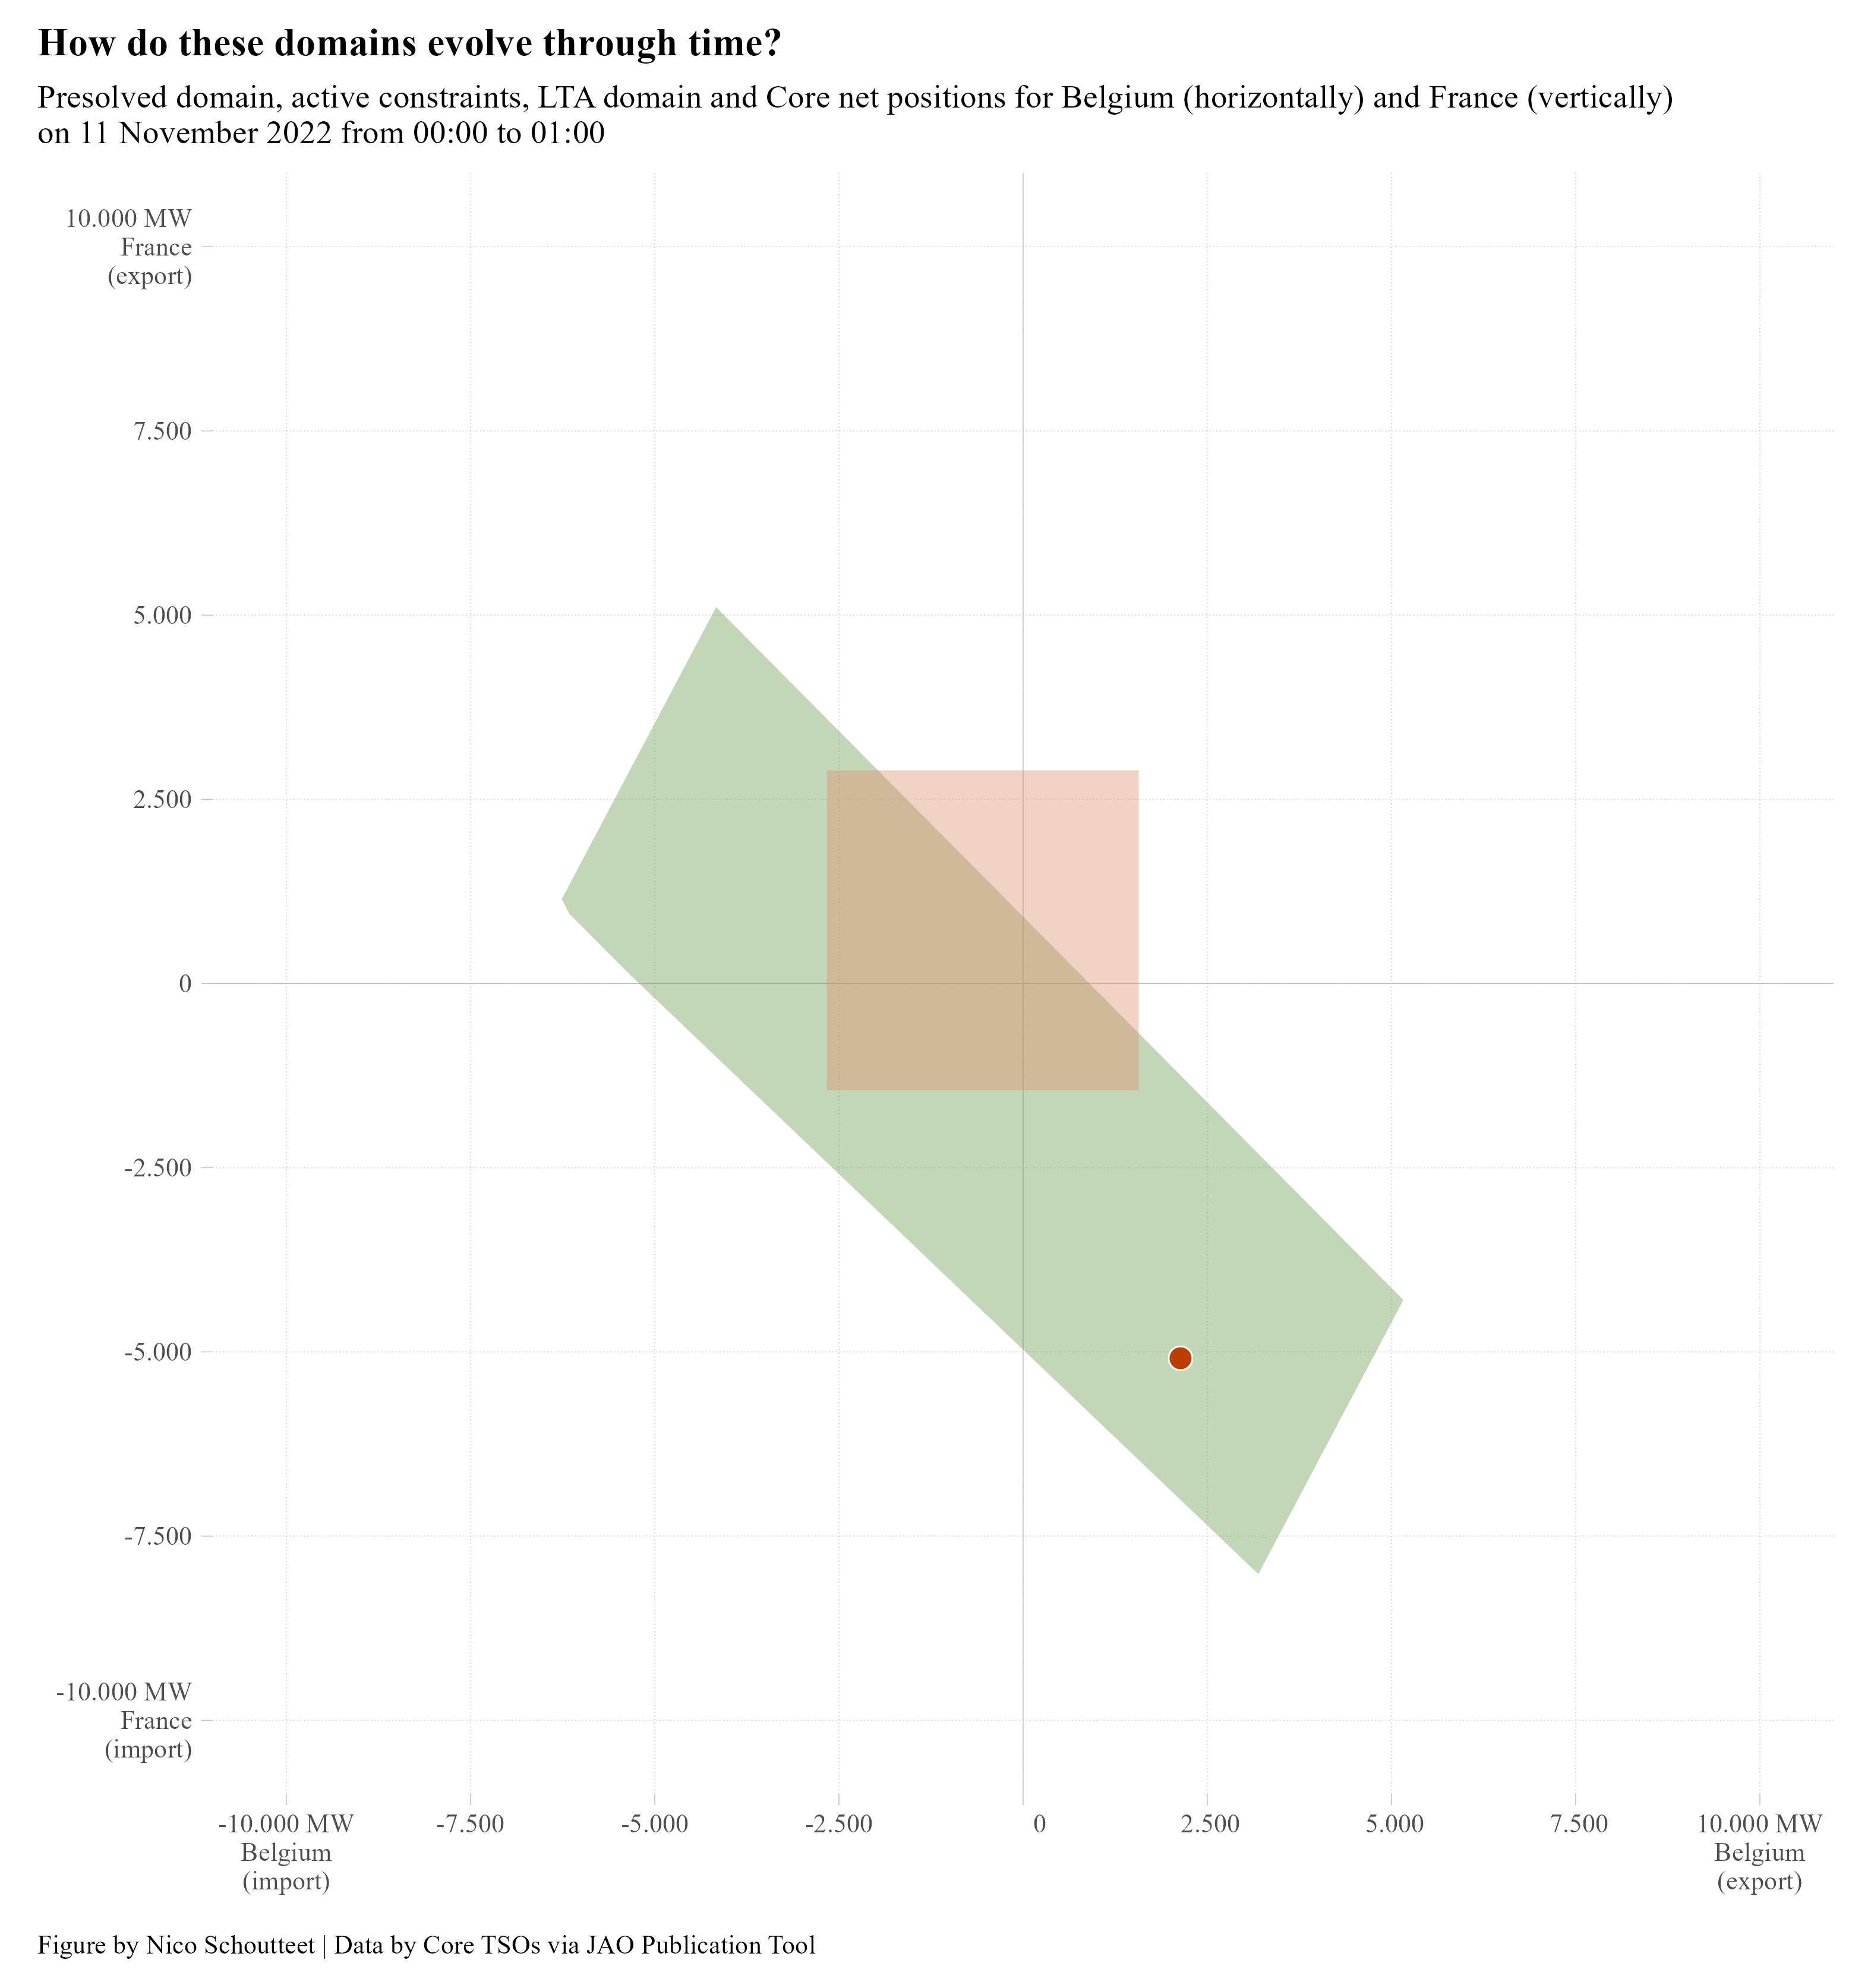 How do these domains evolve through time?
Presolved domain, active constraints, LTA domain and Core net positions for Belgium (horizontally) and France (vertically)
on 11 November 2022 from 00:00 to 01:00
10.000 MW
France
(export)
7.500
5.000
2.500
0
-2.500
-5.000
-7.500
-10.000 MW
France
(import)
-10.000 MW
Belgium
(import)
-7.500
-5.000
-2.500
0
2.500
5.000
7.500
10.000 MW
Belgium
(export)
Figure by Nico Schoutteet | Data by Core TSOs via JAO Publication Tool